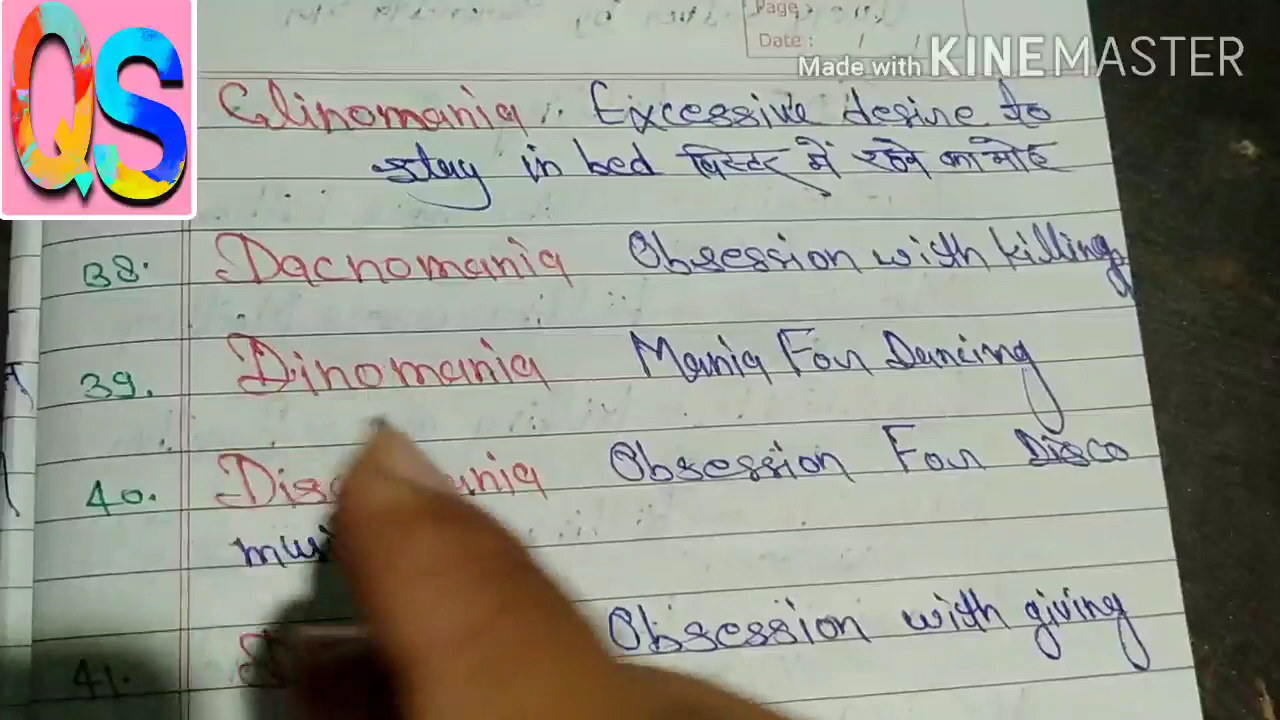 QS
Page:
Date: / /
Made with KINEMASTER
Clinomania :. Excessive desire to
stay in bed बिस्तर में रहने का मोह
38. Dacnomania Obsession with killing
39. Dinomania Mania For Dancing
40. Obsession For Disco
41. Obsession with giving